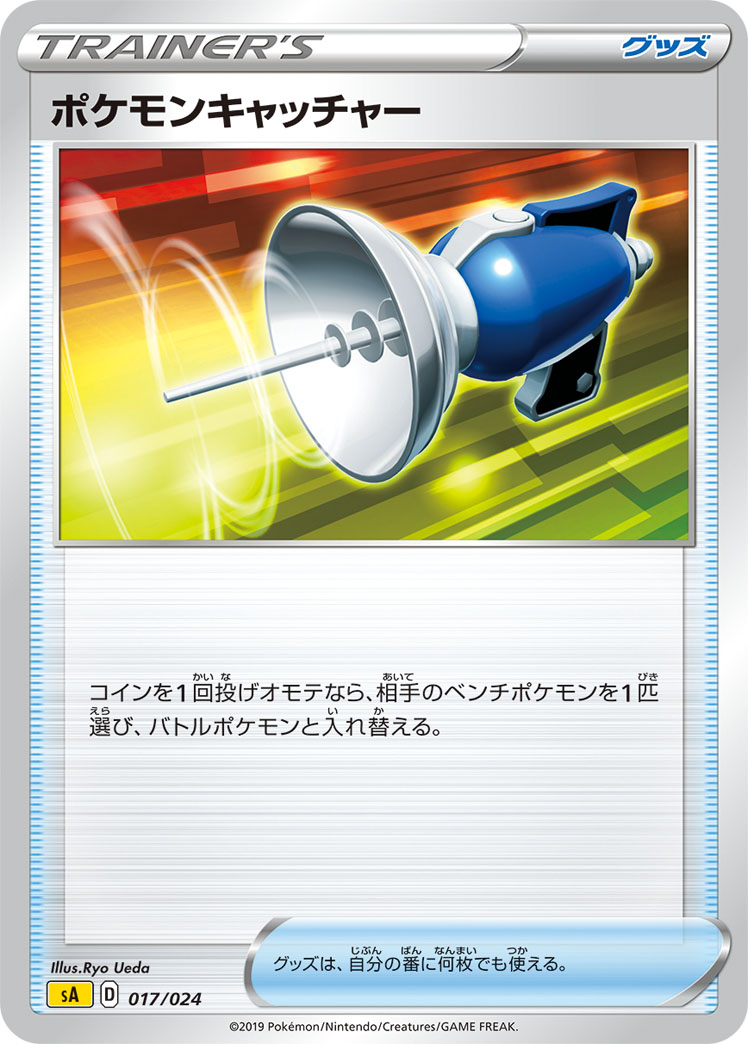 TRAINER'S グッズ
ポケモンキャッチャー
コインを1回投げオモテなら、相手のベンチポケモンを1匹
選び、バトルポケモンと入れ替える。
グッズは、自分の番に何枚でも使える。
Illus.Ryo Ueda
sA D 017/024
©2019 Pokémon/Nintendo/Creatures/GAME FREAK.